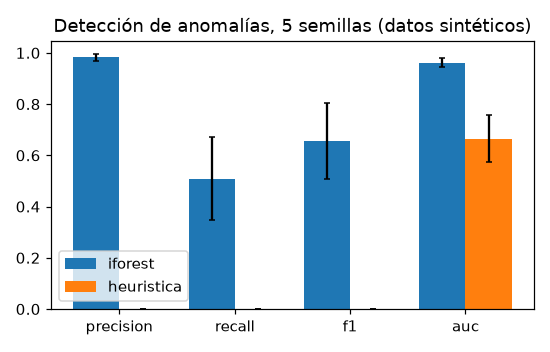 Detección de anomalías, 5 semillas (datos sintéticos)
1.0
0.8
0.6
0.4
0.2
0.0
iforest
heuristica
precision
recall
f1
auc